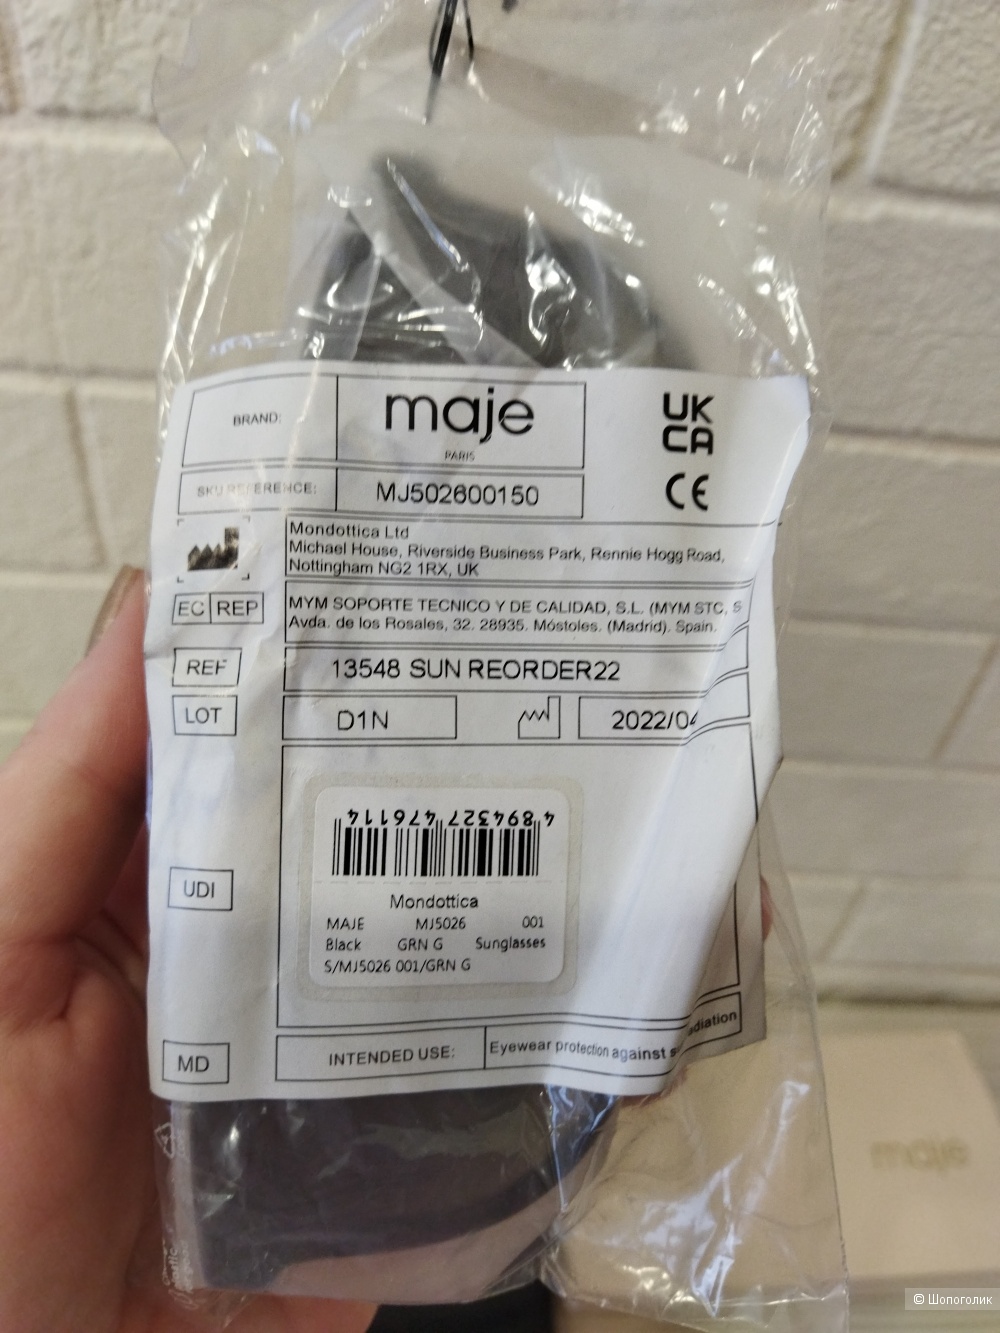 BRAND:
maje
PARIS
UK
CA
CE
SKU REFERENCE:
MJ502600150
Mondottica Ltd
Michael House, Riverside Business Park, Rennie Hogg Road,
Nottingham NG2 1RX, UK
EC REP
MYM SOPORTE TECNICO Y DE CALIDAD, S.L. (MYM STC, S
Avda. de los Rosales, 32. 28935. Móstoles. (Madrid). Spain.
REF
13548 SUN REORDER22
LOT
D1N
2022/04
4 894327 476114
UDI
Mondottica
MAJE MJ5026 001
Black GRN G Sunglasses
S/MJ5026 001/GRN G
MD
INTENDED USE:
Eyewear protection against s
adiation
maje
© Шопоголик